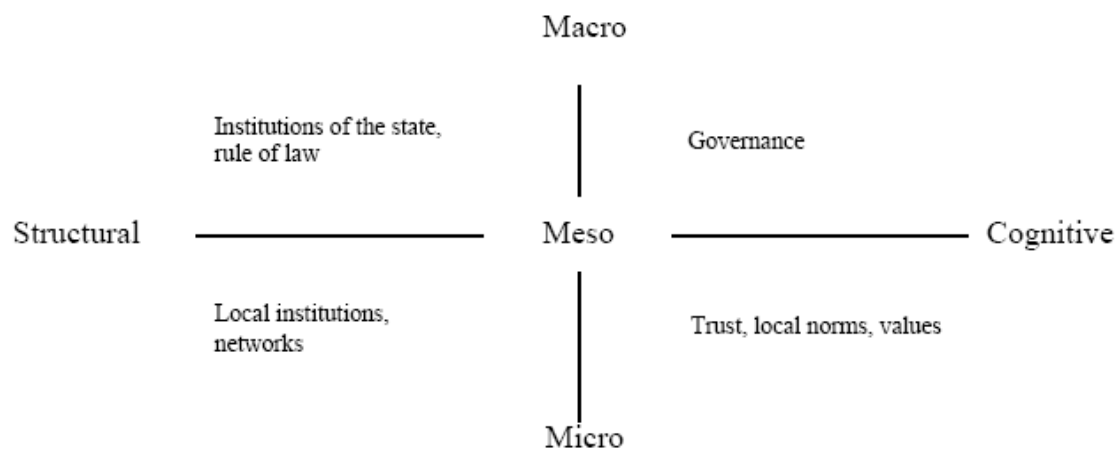 Macro
Institutions of the state,
rule of law
Governance
Structural
Meso
Cognitive
Local institutions,
networks
Trust, local norms, values
Micro